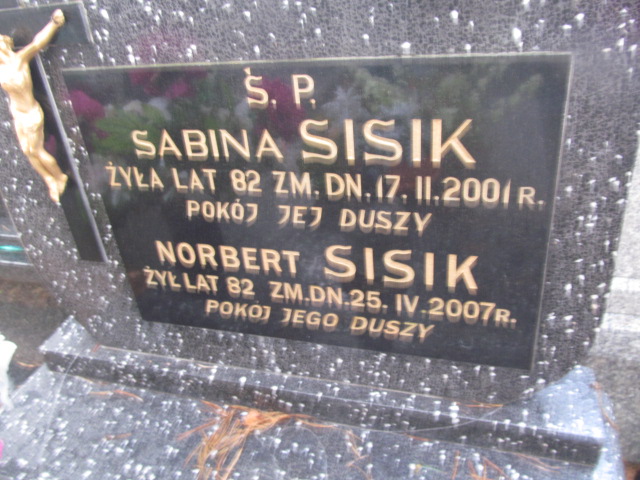 Ś. P.
SABINA SISIK
ŻYŁA LAT 82 ZM. DN. 17. II. 2001 R.
POKÓJ JEJ DUSZY
NORBERT SISIK
ŻYŁ LAT 82 ZM. DN. 25. IV. 2007 R.
POKÓJ JEGO DUSZY